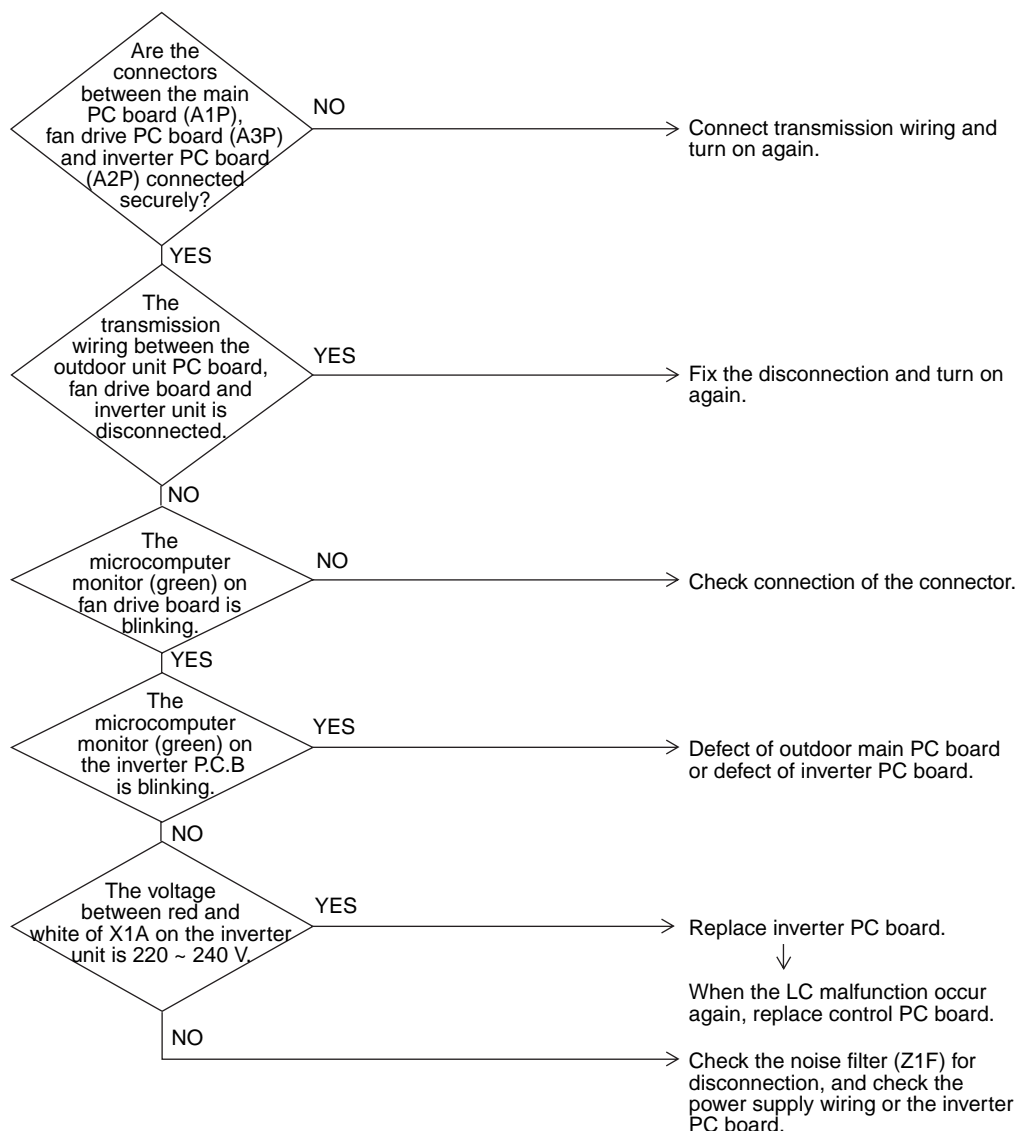 Are the
connectors
between the main
PC board (A1P),
fan drive PC board (A3P)
and inverter PC board
(A2P) connected
securely?
NO
Connect transmission wiring and
turn on again.
YES
The
transmission
wiring between the
outdoor unit PC board,
fan drive board and
inverter unit is
disconnected.
YES
Fix the disconnection and turn on
again.
NO
The
microcomputer
monitor (green) on
fan drive board is
blinking.
NO
Check connection of the connector.
YES
The
microcomputer
monitor (green) on
the inverter P.C.B
is blinking.
YES
Defect of outdoor main PC board
or defect of inverter PC board.
NO
The voltage
between red and
white of X1A on the inverter
unit is 220 ~ 240 V.
YES
Replace inverter PC board.
When the LC malfunction occur
again, replace control PC board.
NO
Check the noise filter (Z1F) for
disconnection, and check the
power supply wiring or the inverter
PC board.